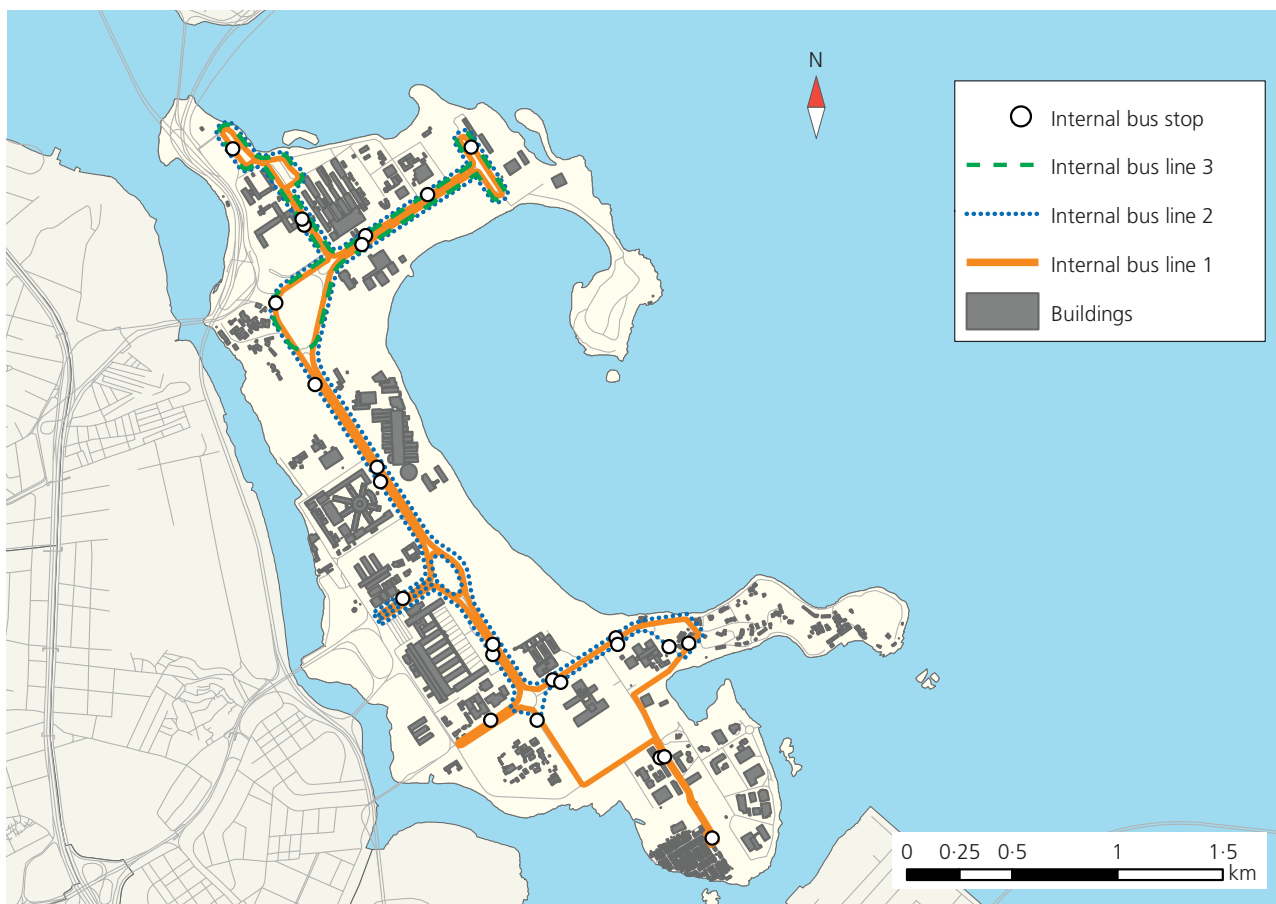 N
Internal bus stop
Internal bus line 3
Internal bus line 2
Internal bus line 1
Buildings
0 0·25 0·5 1 1·5
km